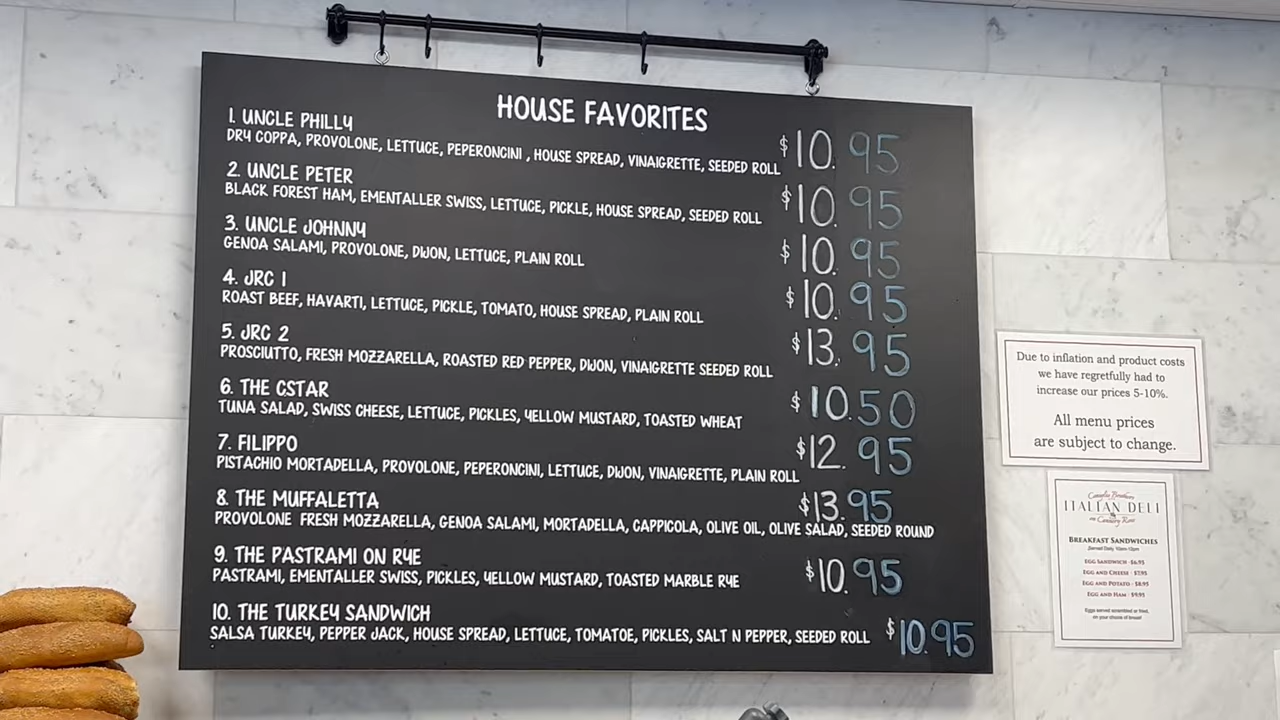 HOUSE FAVORITES
1. UNCLE PHILLY
DRY COPPA, PROVOLONE, LETTUCE, PEPERONCINI , HOUSE SPREAD, VINAIGRETTE, SEEDED ROLL $10.95
2. UNCLE PETER
BLACK FOREST HAM, EMENTALLER SWISS, LETTUCE, PICKLE, HOUSE SPREAD, SEEDED ROLL $10.95
3. UNCLE JOHNNY
GENOA SALAMI, PROVOLONE, DIJON, LETTUCE, PLAIN ROLL $10.95
4. JRC 1
ROAST BEEF, HAVARTI, LETTUCE, PICKLE, TOMATO, HOUSE SPREAD, PLAIN ROLL $10.95
5. JRC 2
PROSCIUTTO, FRESH MOZZARELLA, ROASTED RED PEPPER, DIJON, VINAIGRETTE SEEDED ROLL $13.95
6. THE CSTAR
TUNA SALAD, SWISS CHEESE, LETTUCE, PICKLES, YELLOW MUSTARD, TOASTED WHEAT $10.50
7. FILIPPO
PISTACHIO MORTADELLA, PROVOLONE, PEPERONCINI, LETTUCE, DIJON, VINAIGRETTE, PLAIN ROLL $12.95
8. THE MUFFALETTA $13.95
PROVOLONE FRESH MOZZARELLA, GENOA SALAMI, MORTADELLA, CAPPICOLA, OLIVE OIL, OLIVE SALAD, SEEDED ROUND
9. THE PASTRAMI ON RYE
PASTRAMI, EMENTALLER SWISS, PICKLES, YELLOW MUSTARD, TOASTED MARBLE RYE $10.95
10. THE TURKEY SANDWICH
SALSA TURKEY, PEPPER JACK, HOUSE SPREAD, LETTUCE, TOMATOE, PICKLES, SALT N PEPPER, SEEDED ROLL $10.95
Due to inflation and product costs
we have regretfully had to
increase our prices 5-10%.
All menu prices
are subject to change.
Brothers
ITALIAN DELI
on Cannery Row
BREAKFAST SANDWICHES
EGG SANDWICH - $6.95
EGG AND CHEESE - $7.95
EGG AND POTATO - $8.95
EGG AND HAM - $9.95
Eggs served scrambled or fried,
on your choice of bread